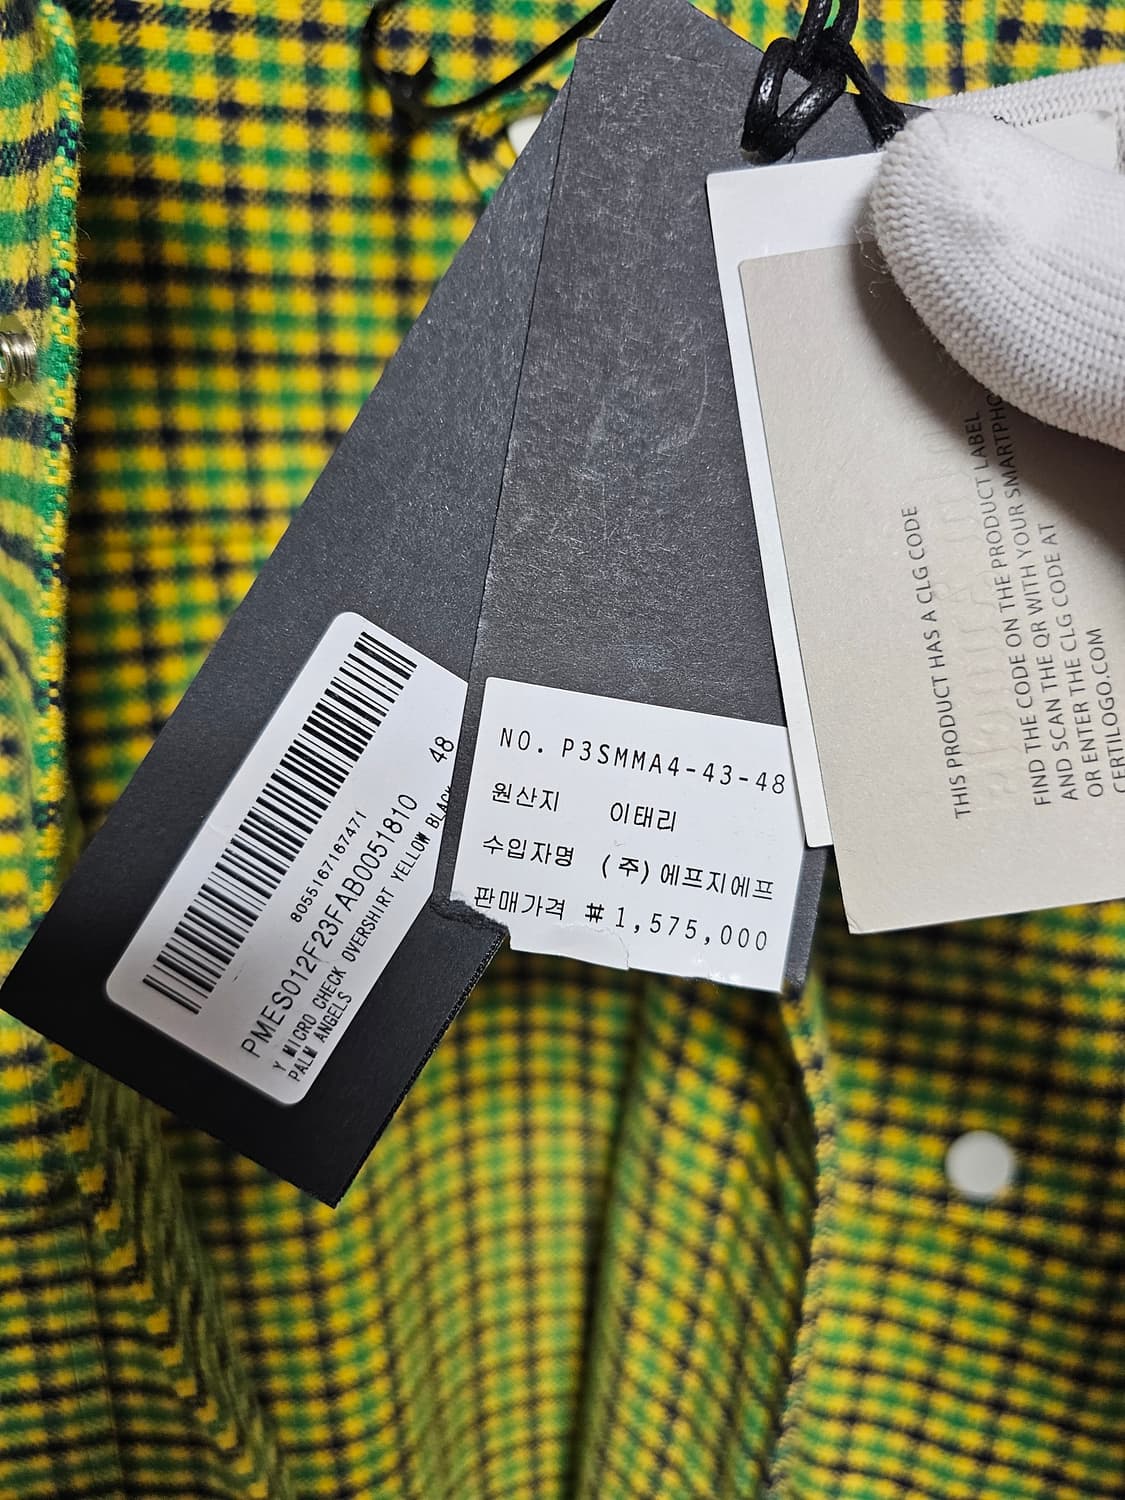 8055167167471
48
PMES012F23FAB0051810
Y MICRO CHECK OVERSHIRT YELLOW BLACK
PALM ANGELS
NO. P3SMMA4-43-48
원산지 이태리
수입자명 (주)에프지에프
판매가격 ₩1,575,000
THIS PRODUCT HAS A CLG CODE
FIND THE CODE ON THE PRODUCT LABEL
AND SCAN THE QR WITH YOUR
OR ENTER THE CLG CODE AT
CERTILOGO.COM